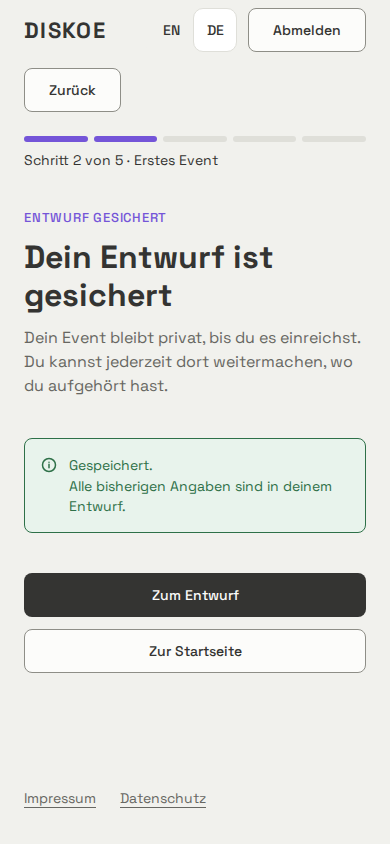 DISKOE
EN
DE
Abmelden
Zurück
Schritt 2 von 5 · Erstes Event
ENTWURF GESICHERT
Dein Entwurf ist
gesichert
Dein Event bleibt privat, bis du es einreichst.
Du kannst jederzeit dort weitermachen, wo
du aufgehört hast.
Gespeichert.
Alle bisherigen Angaben sind in deinem
Entwurf.
Zum Entwurf
Zur Startseite
Impressum
Datenschutz